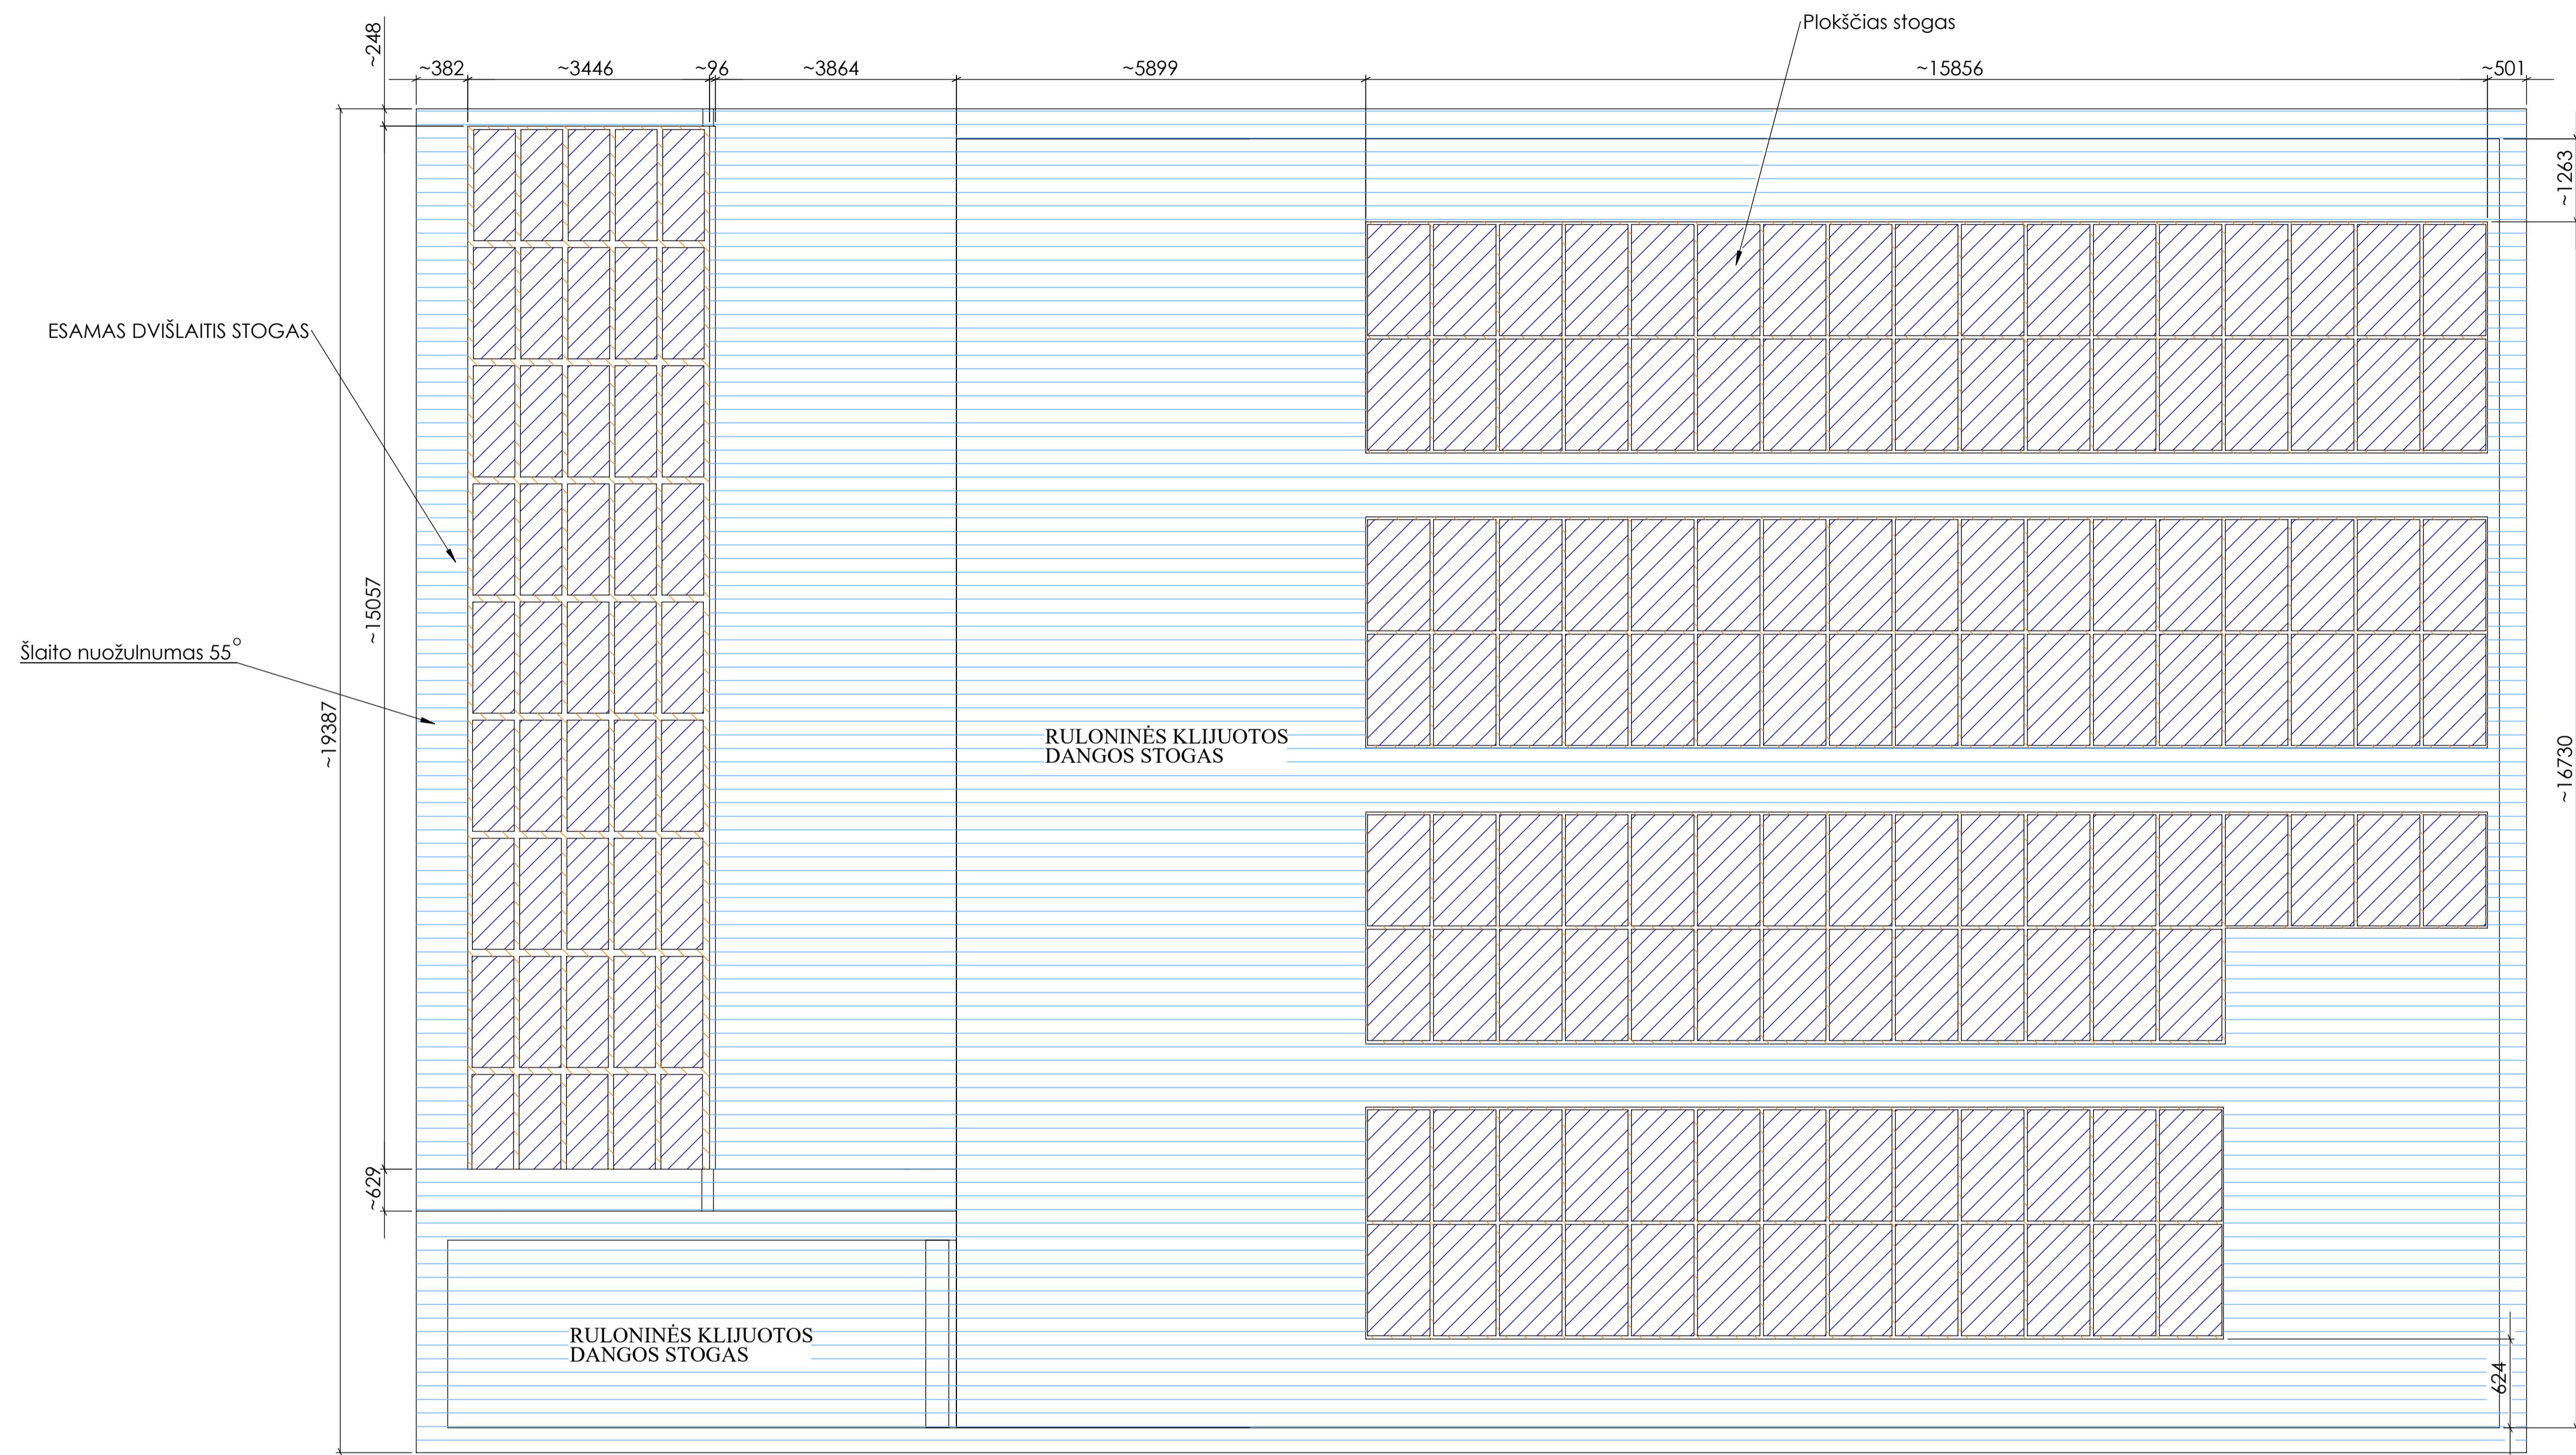 Plokščias stogas
~248
~382
~3446
~96
~3864
~5899
~15856
~501
~1263
ESAMAS DVIŠLAITIS STOGAS
~15057
Šlaito nuožulnumas 55°
~19387
RULONINĖS KLIJUOTOS
DANGOS STOGAS
~16730
~629
RULONINĖS KLIJUOTOS
DANGOS STOGAS
624